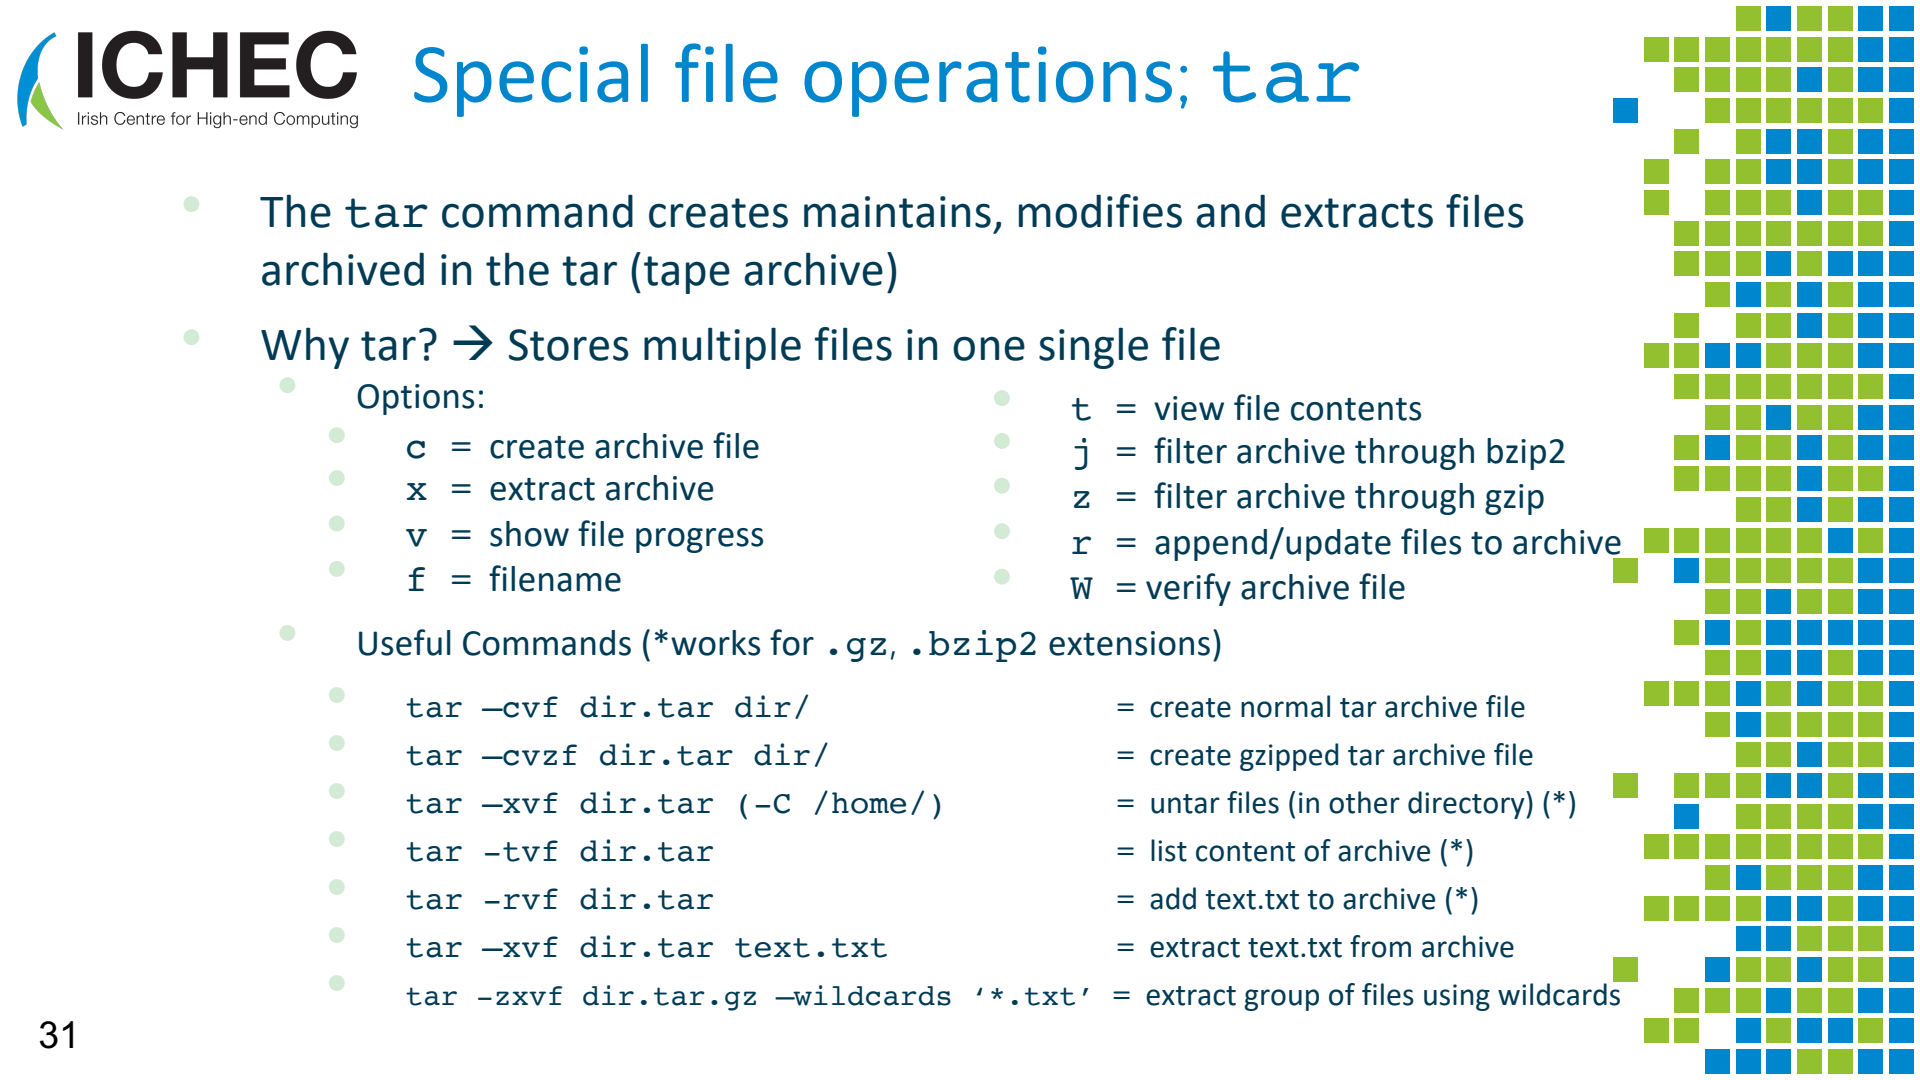 ICHEC
Irish Centre for High-end Computing
Special file operations; tar
The tar command creates maintains, modifies and extracts files
archived in the tar (tape archive)
Why tar? → Stores multiple files in one single file
Options:
c = create archive file
x = extract archive
v = show file progress
f = filename
t = view file contents
j = filter archive through bzip2
z = filter archive through gzip
r = append/update files to archive
W = verify archive file
Useful Commands (*works for .gz, .bzip2 extensions)
tar –cvf dir.tar dir/ = create normal tar archive file
tar –cvzf dir.tar dir/ = create gzipped tar archive file
tar –xvf dir.tar (-C /home/) = untar files (in other directory) (*)
tar -tvf dir.tar = list content of archive (*)
tar -rvf dir.tar = add text.txt to archive (*)
tar –xvf dir.tar text.txt = extract text.txt from archive
tar -zxvf dir.tar.gz –wildcards ‘*.txt’ = extract group of files using wildcards
31